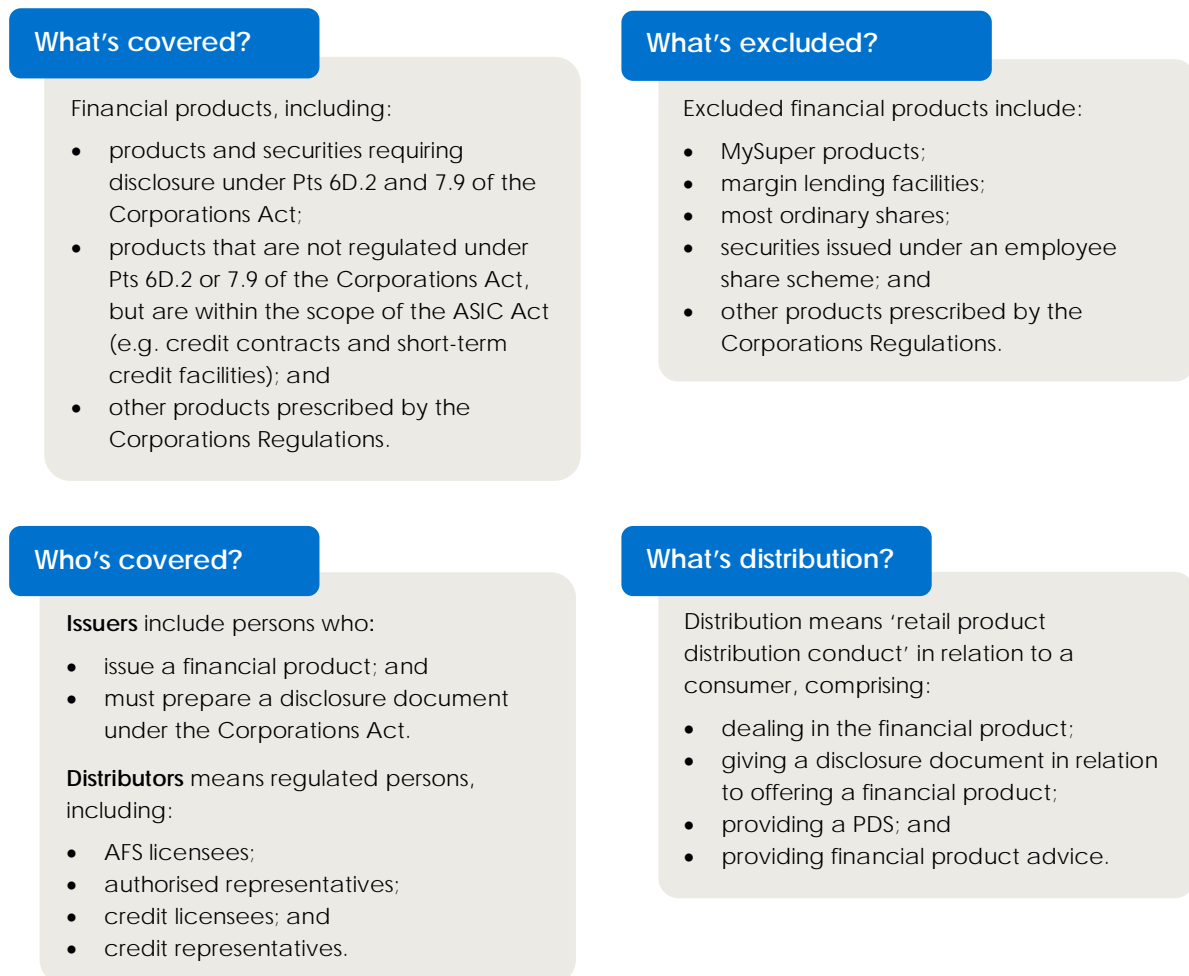 What's covered?
Financial products, including:
• products and securities requiring
disclosure under Pts 6D.2 and 7.9 of the
Corporations Act;
• products that are not regulated under
Pts 6D.2 or 7.9 of the Corporations Act,
but are within the scope of the ASIC Act
(e.g. credit contracts and short-term
credit facilities); and
• other products prescribed by the
Corporations Regulations.
What's excluded?
Excluded financial products include:
• MySuper products;
• margin lending facilities;
• most ordinary shares;
• securities issued under an employee
share scheme; and
• other products prescribed by the
Corporations Regulations.
Who's covered?
Issuers include persons who:
• issue a financial product; and
• must prepare a disclosure document
under the Corporations Act.
Distributors means regulated persons,
including:
• AFS licensees;
• authorised representatives;
• credit licensees; and
• credit representatives.
What's distribution?
Distribution means ‘retail product
distribution conduct’ in relation to a
consumer, comprising:
• dealing in the financial product;
• giving a disclosure document in relation
to offering a financial product;
• providing a PDS; and
• providing financial product advice.